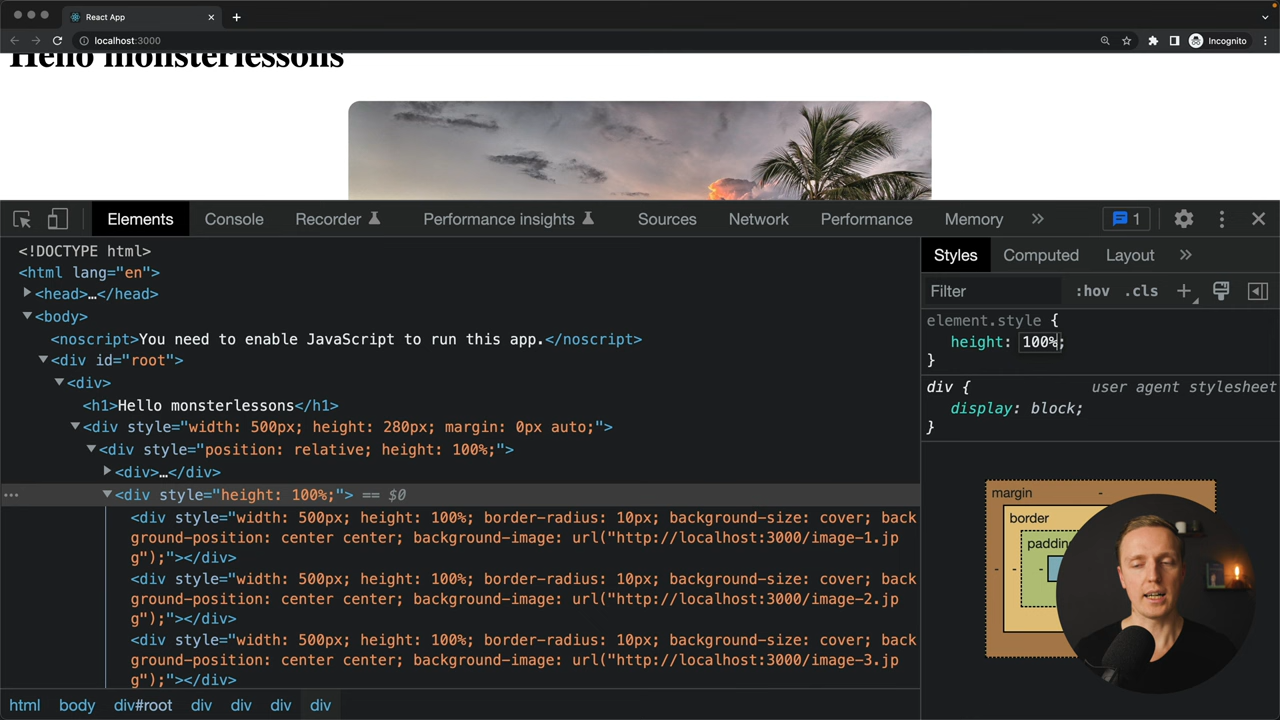 React App
localhost:3000
Incognito
Hello monsterlessons
Elements Console Recorder Performance insights Sources Network Performance Memory 1
<!DOCTYPE html>
<html lang="en">
<head>…</head>
<body>
<noscript>You need to enable JavaScript to run this app.</noscript>
<div id="root">
<div>
<h1>Hello monsterlessons</h1>
<div style="width: 500px; height: 280px; margin: 0px auto;">
<div style="position: relative; height: 100%;">
<div>…</div>
<div style="height: 100%;"> == $0
<div style="width: 500px; height: 100%; border-radius: 10px; background-size: cover; back
ground-position: center center; background-image: url("http://localhost:3000/image-1.jp
g");"></div>
<div style="width: 500px; height: 100%; border-radius: 10px; background-size: cover; back
ground-position: center center; background-image: url("http://localhost:3000/image-2.jp
g");"></div>
<div style="width: 500px; height: 100%; border-radius: 10px; background-size: cover; back
ground-position: center center; background-image: url("http://localhost:3000/image-3.jp
g");"></div>
html body div#root div div div div
Styles Computed Layout
Filter :hov .cls
element.style {
height: 100%;
}
div { user agent stylesheet
display: block;
}
margin -
border
padding
- - -